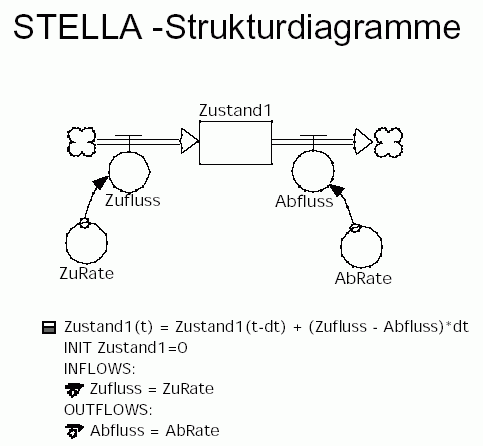 STELLA -Strukturdiagramme
Zustand1
Zufluss
Abfluss
ZuRate
AbRate
Zustand1(t) = Zustand1(t-dt) + (Zufluss - Abfluss)*dt
INIT Zustand1=0
INFLOWS:
Zufluss = ZuRate
OUTFLOWS:
Abfluss = AbRate